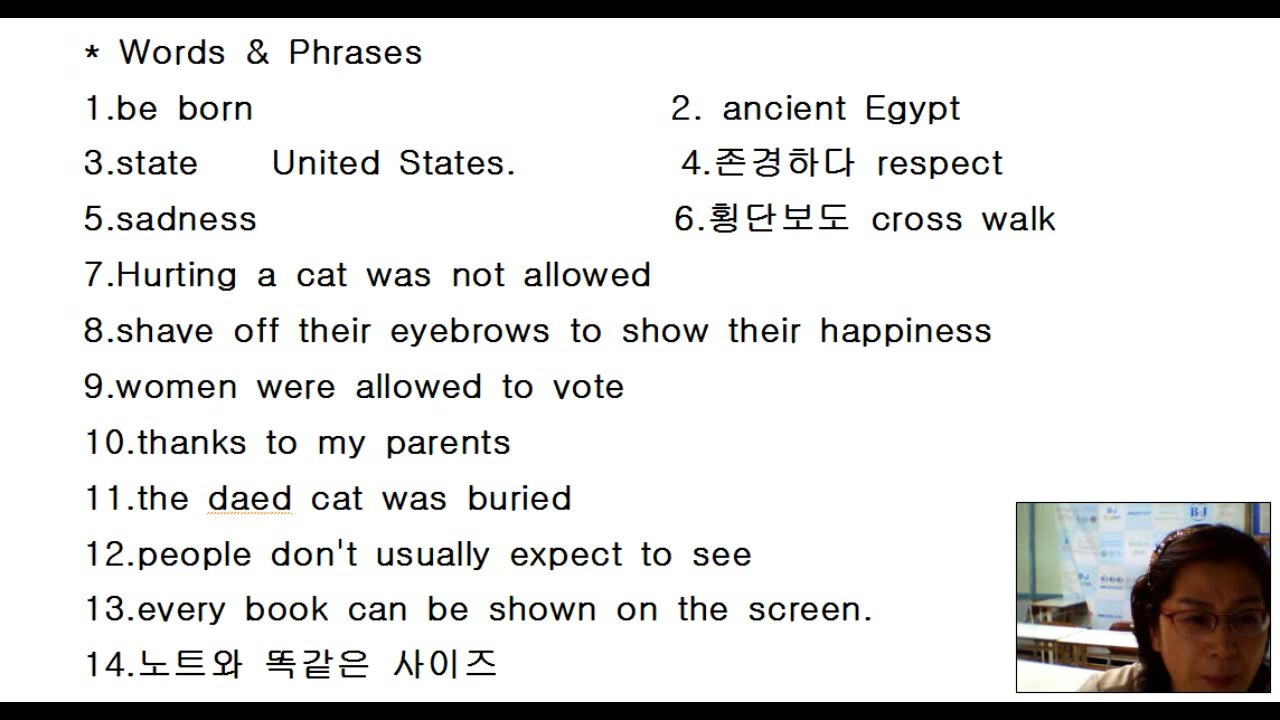 * Words & Phrases
1.be born 2. ancient Egypt
3.state United States. 4.존경하다 respect
5.sadness 6.횡단보도 cross walk
7.Hurting a cat was not allowed
8.shave off their eyebrows to show their happiness
9.women were allowed to vote
10.thanks to my parents
11.the daed cat was buried
12.people don't usually expect to see
13.every book can be shown on the screen.
14.노트와 똑같은 사이즈
B-J